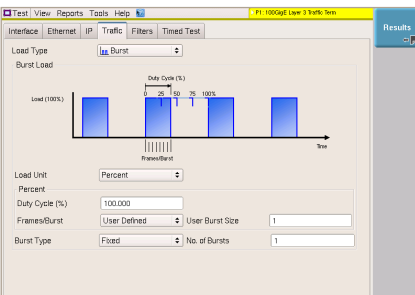 Test View Reports Tools Help
P1: 100GigE Layer 3 Traffic Term
Results
Interface Ethernet IP Traffic Filters Timed Test
Load Type Burst
Burst Load
Duty Cycle (%)
0 25 50 75 100%
Load (100%)
Time
Frames/Burst
Load Unit Percent
Percent
Duty Cycle (%) 100.000
Frames/Burst User Defined User Burst Size 1
Burst Type Fixed No. of Bursts 1